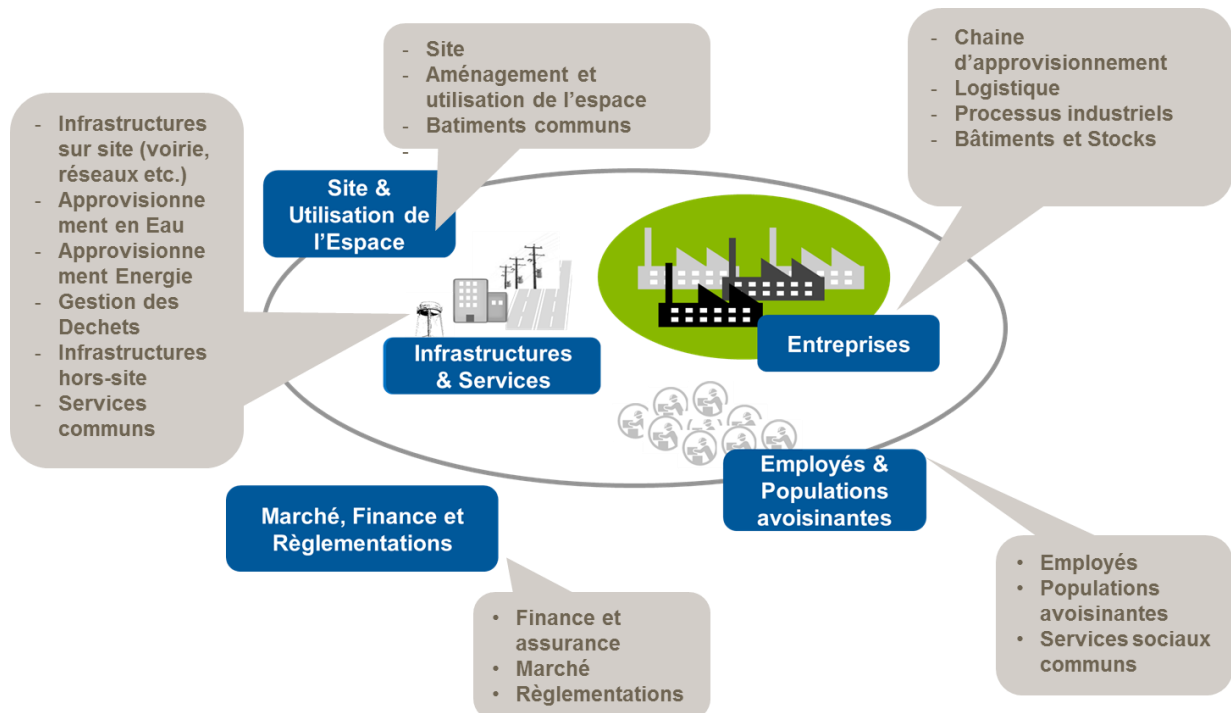 - Site
- Aménagement et
utilisation de l'espace
- Batiments communs
-
- Chaine
d'approvisionnement
- Logistique
- Processus industriels
- Bâtiments et Stocks
- Infrastructures
sur site (voirie,
réseaux etc.)
- Approvisionne
ment en Eau
- Approvisionne
ment Energie
- Gestion des
Dechets
- Infrastructures
hors-site
- Services
communs
Site &
Utilisation de
l'Espace
Infrastructures
& Services
Entreprises
Employés &
Populations
avoisinantes
Marché, Finance et
Règlementations
• Finance et
assurance
• Marché
• Règlementations
• Employés
• Populations
avoisinantes
• Services sociaux
communs